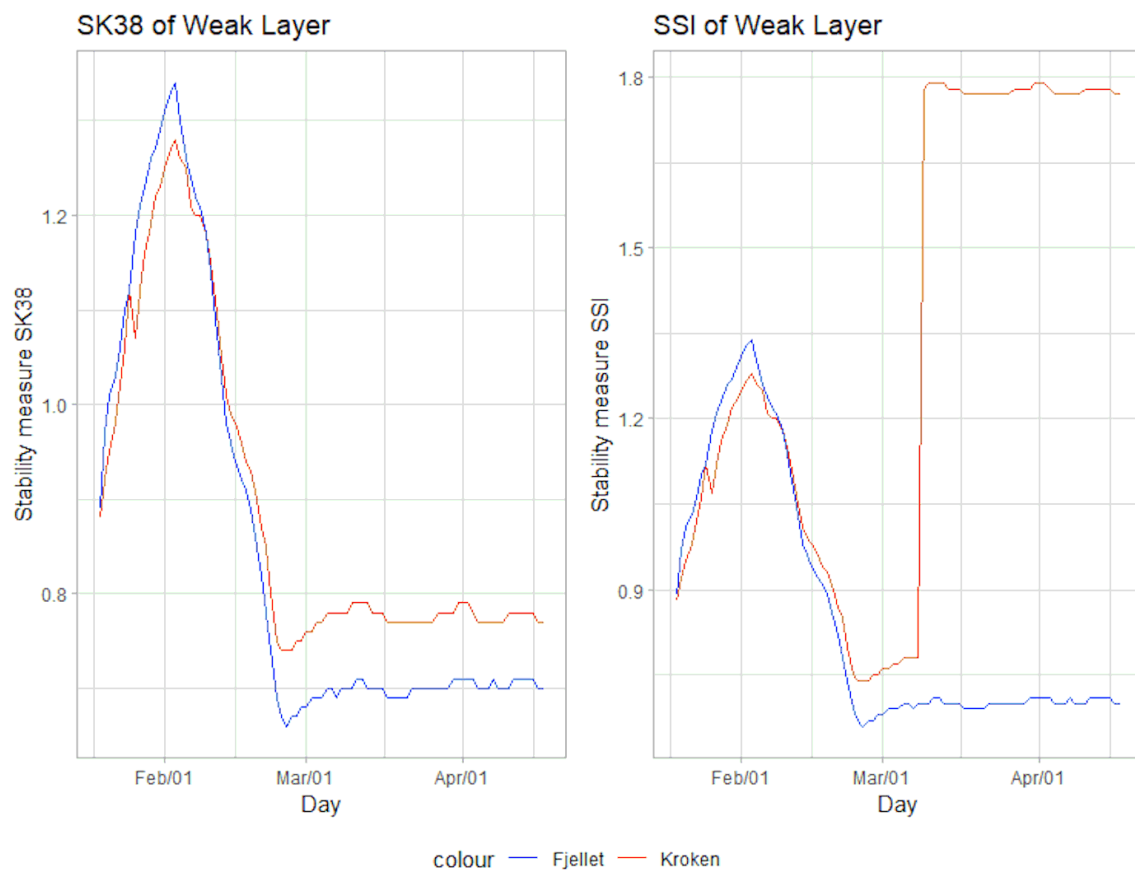 SK38 of Weak Layer
Stability measure SK38
1.2
1.0
0.8
Feb/01 Mar/01 Apr/01
Day
SSI of Weak Layer
Stability measure SSI
1.8
1.5
1.2
0.9
Feb/01 Mar/01 Apr/01
Day
colour Fjellet Kroken